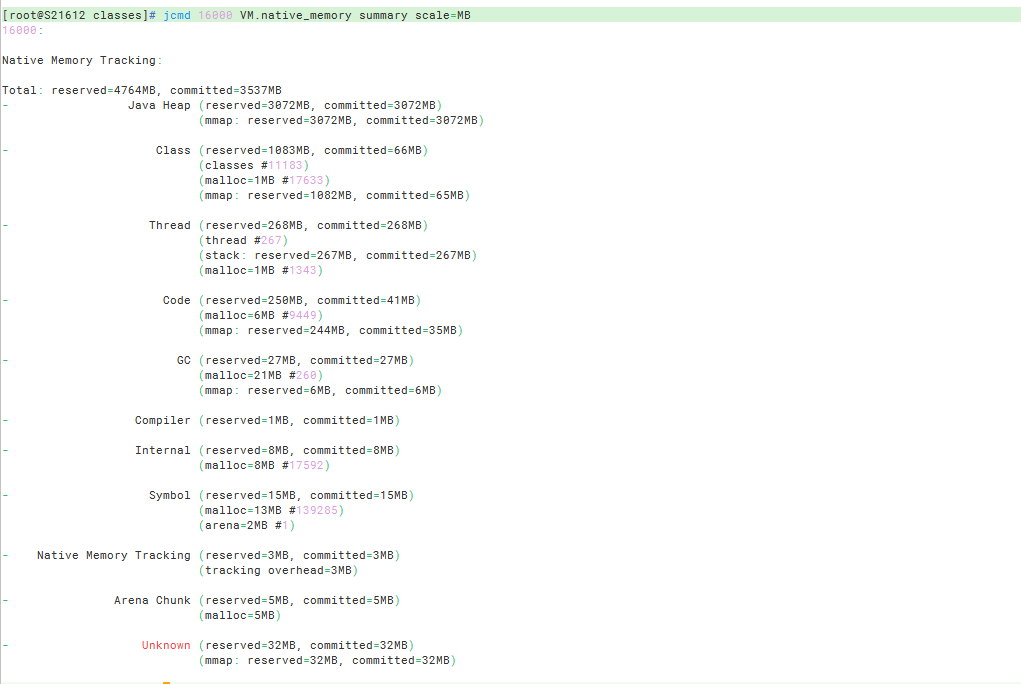 [root@S21612 classes]# jcmd 16000 VM.native_memory summary scale=MB
16000:
Native Memory Tracking:
Total: reserved=4764MB, committed=3537MB
- Java Heap (reserved=3072MB, committed=3072MB)
(mmap: reserved=3072MB, committed=3072MB)
- Class (reserved=1083MB, committed=66MB)
(classes #11183)
(malloc=1MB #17633)
(mmap: reserved=1082MB, committed=65MB)
- Thread (reserved=268MB, committed=268MB)
(thread #267)
(stack: reserved=267MB, committed=267MB)
(malloc=1MB #1343)
- Code (reserved=250MB, committed=41MB)
(malloc=6MB #9449)
(mmap: reserved=244MB, committed=35MB)
- GC (reserved=27MB, committed=27MB)
(malloc=21MB #260)
(mmap: reserved=6MB, committed=6MB)
- Compiler (reserved=1MB, committed=1MB)
- Internal (reserved=8MB, committed=8MB)
(malloc=8MB #17592)
- Symbol (reserved=15MB, committed=15MB)
(malloc=13MB #139285)
(arena=2MB #1)
- Native Memory Tracking (reserved=3MB, committed=3MB)
(tracking overhead=3MB)
- Arena Chunk (reserved=5MB, committed=5MB)
(malloc=5MB)
- Unknown (reserved=32MB, committed=32MB)
(mmap: reserved=32MB, committed=32MB)